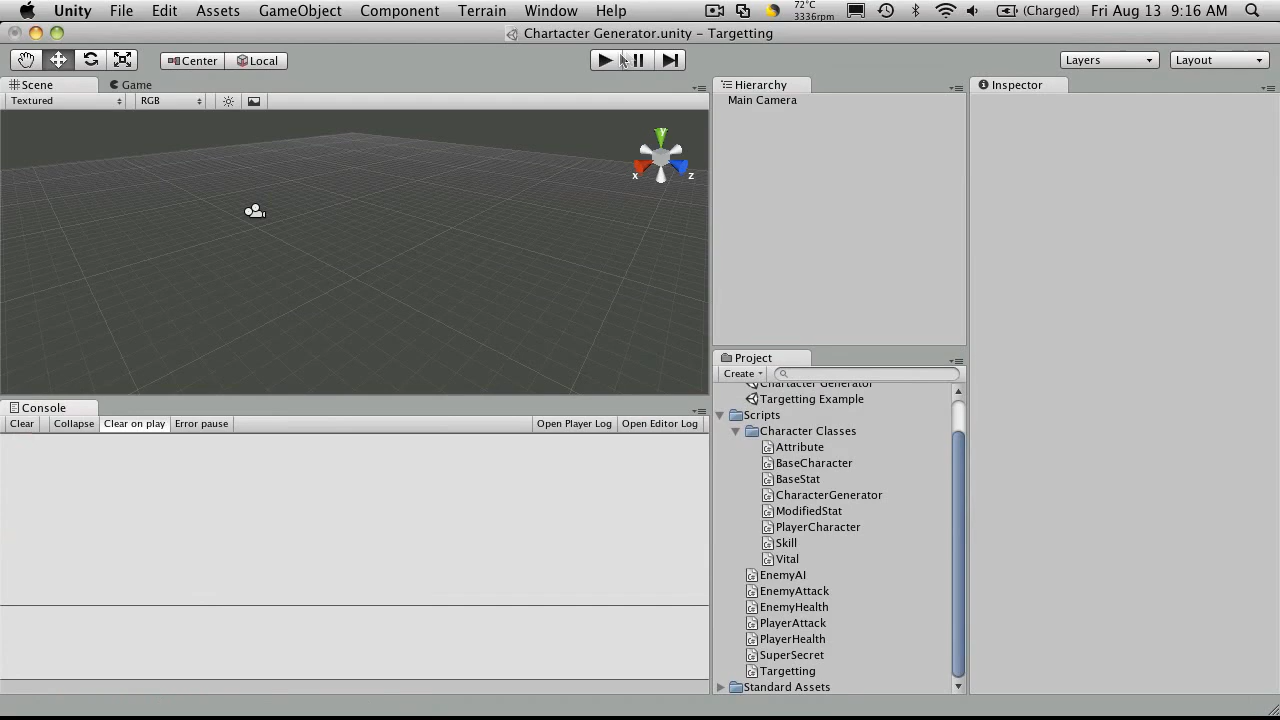 Unity File Edit Assets GameObject Component Terrain Window Help 72°C 3336rpm (Charged) Fri Aug 13 9:16 AM
Chartacter Generator.unity - Targetting
Center Local Layers Layout
Scene Game Hierarchy Inspector
Textured RGB Main Camera
y
x z
Project
Create
Chartacter Generator
Targetting Example
Console Scripts
Clear Collapse Clear on play Error pause Open Player Log Open Editor Log Character Classes
Attribute
BaseCharacter
BaseStat
CharacterGenerator
ModifiedStat
PlayerCharacter
Skill
Vital
EnemyAI
EnemyAttack
EnemyHealth
PlayerAttack
PlayerHealth
SuperSecret
Targetting
Standard Assets